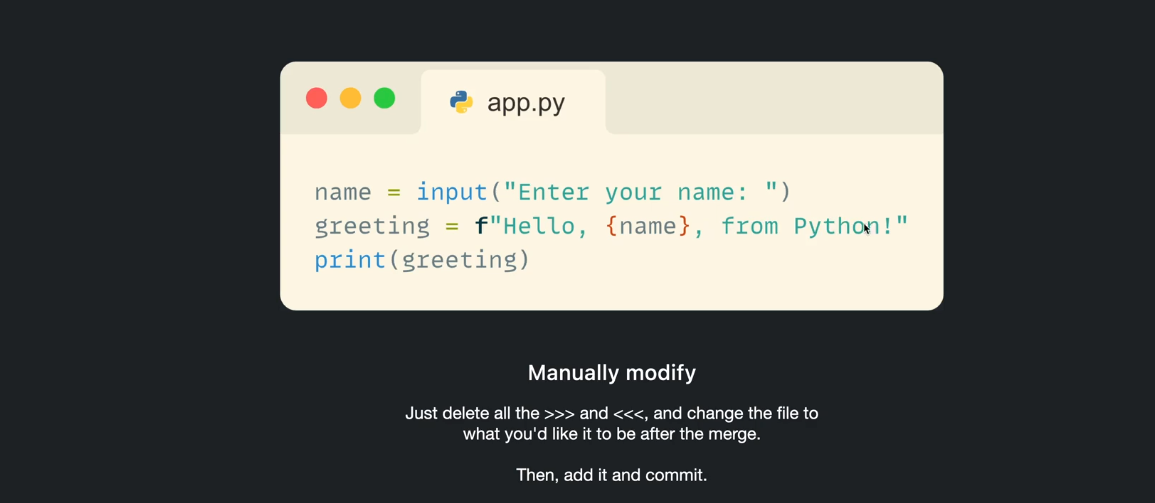 app.py
name = input("Enter your name: ")
greeting = f"Hello, {name}, from Python!"
print(greeting)
Manually modify
Just delete all the >>> and <<<, and change the file to
what you'd like it to be after the merge.
Then, add it and commit.